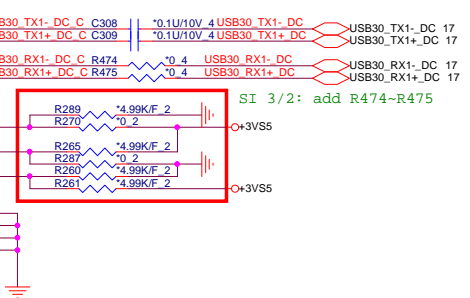 B30_TX1-_DC_C C308 *0.1U/10V_4 USB30_TX1-_DC USB30_TX1-_DC 17
B30_TX1+_DC_C C309 *0.1U/10V_4 USB30_TX1+_DC USB30_TX1+_DC 17
B30_RX1-_DC_C R474 *0_4 USB30_RX1-_DC USB30_RX1-_DC 17
B30_RX1+_DC_C R475 *0_4 USB30_RX1+_DC USB30_RX1+_DC 17
SI 3/2: add R474~R475
R289 *4.99K/F_2
R270 *0_2
+3VS5
R265 *4.99K/F_2
R287 *0_2
R260 *4.99K/F_2
R261 *4.99K/F_2
+3VS5